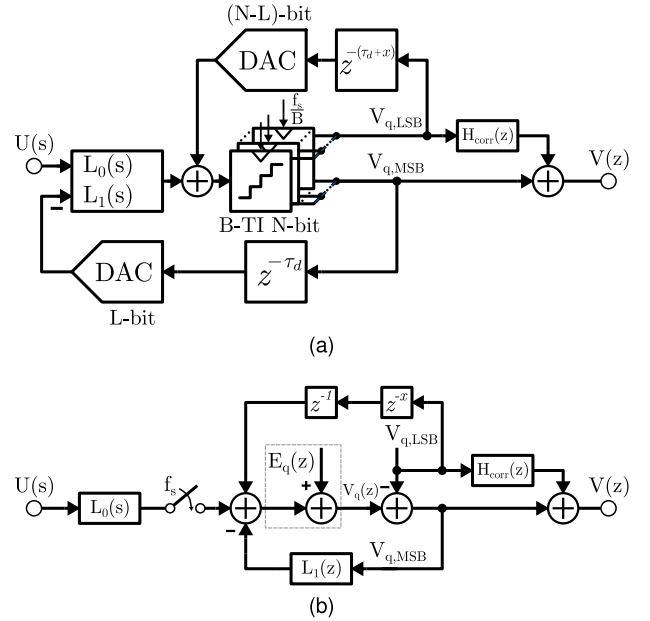 (N-L)-bit
DAC
z^{-(τ_d+x)}
f_s/B
V_{q,LSB}
H_{corr}(z)
U(s)
L_0(s)
L_1(s)
V_{q,MSB}
V(z)
B-TI N-bit
DAC
z^{-τ_d}
L-bit
(a)
z^{-1}
z^{-x}
V_{q,LSB}
E_q(z)
H_{corr}(z)
U(s)
L_0(s)
f_s
V_q(z)
V(z)
L_1(z)
V_{q,MSB}
(b)